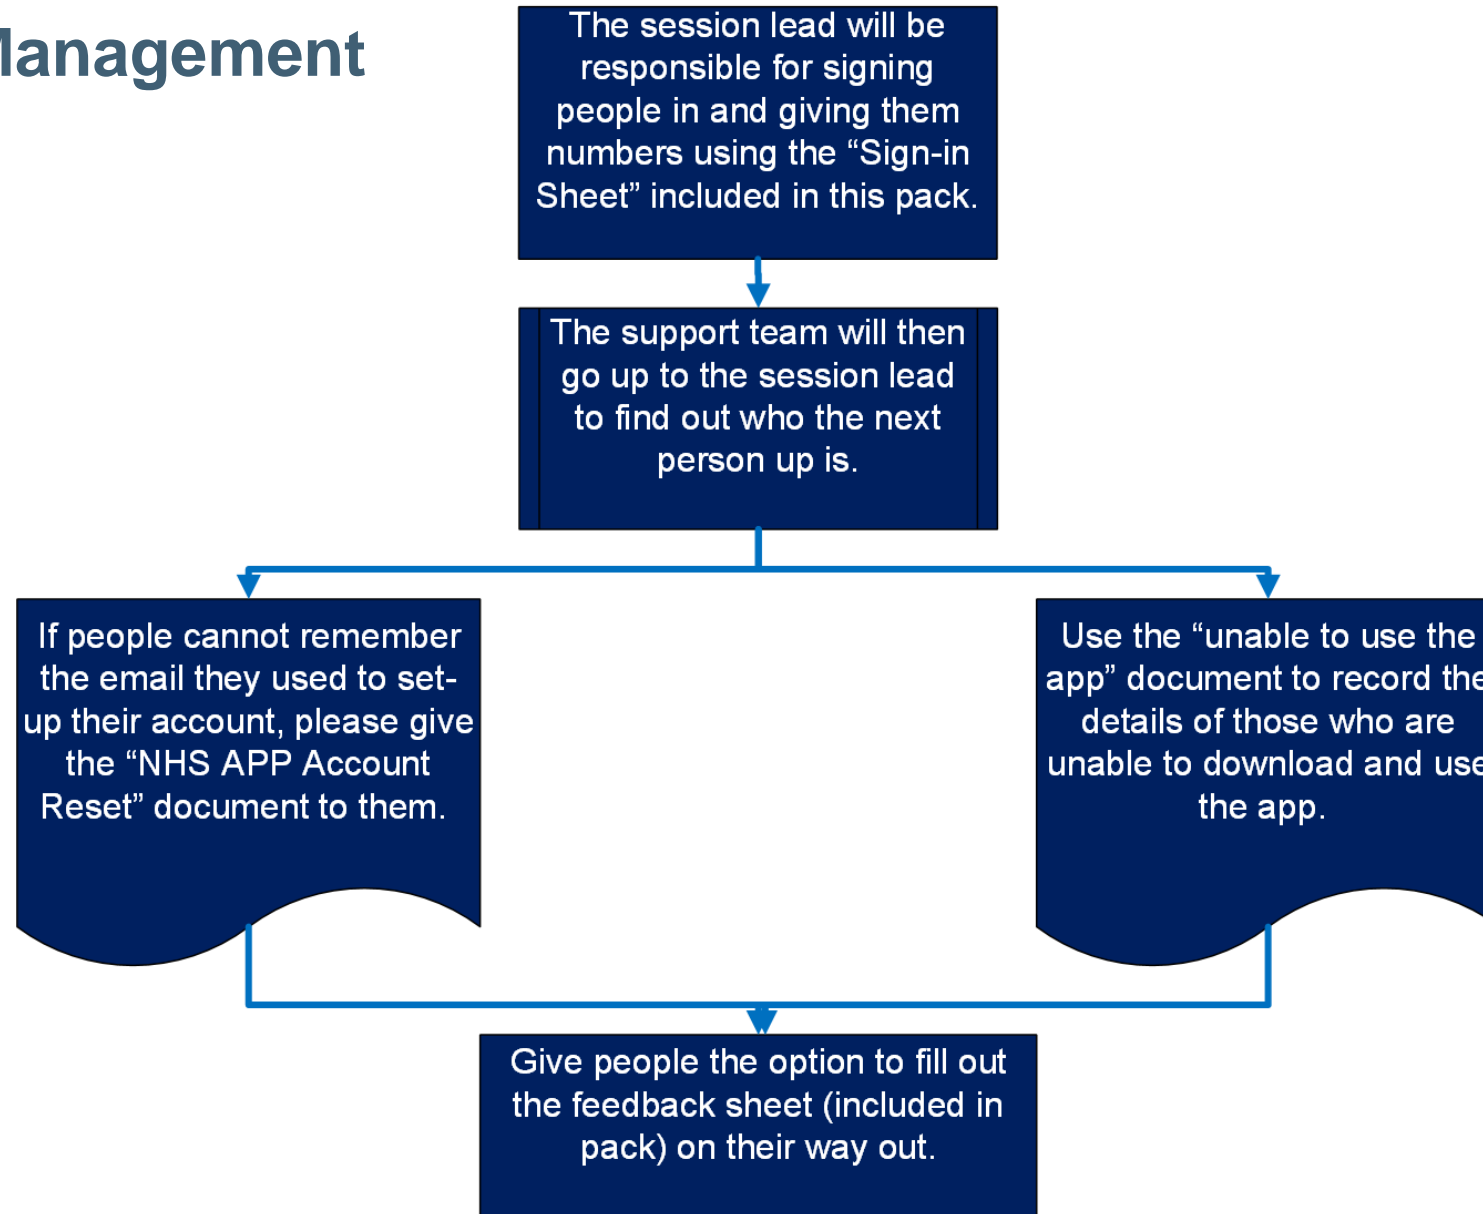 Management
The session lead will be
responsible for signing
people in and giving them
numbers using the “Sign-in
Sheet” included in this pack.
The support team will then
go up to the session lead
to find out who the next
person up is.
If people cannot remember
the email they used to set-
up their account, please give
the “NHS APP Account
Reset” document to them.
Use the “unable to use the
app” document to record the
details of those who are
unable to download and use
the app.
Give people the option to fill out
the feedback sheet (included in
pack) on their way out.